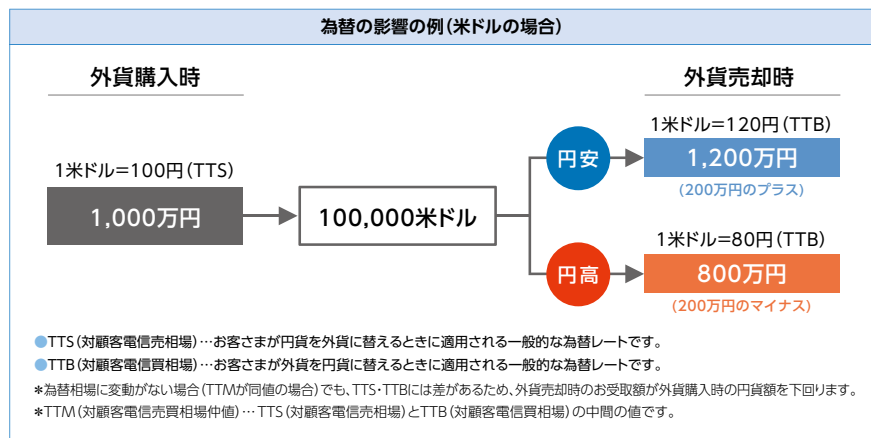 為替の影響の例(米ドルの場合)
外貨購入時
外貨売却時
1米ドル=100円(TTS)
1,000万円
100,000米ドル
円安
1米ドル=120円(TTB)
1,200万円
(200万円のプラス)
円高
1米ドル=80円(TTB)
800万円
(200万円のマイナス)
●TTS(対顧客電信売相場)…お客さまが円貨を外貨に替えるときに適用される一般的な為替レートです。
●TTB(対顧客電信買相場)…お客さまが外貨を円貨に替えるときに適用される一般的な為替レートです。
*為替相場に変動がない場合(TTMが同値の場合)でも、TTS・TTBには差があるため、外貨売却時のお受取額が外貨購入時の円貨額を下回ります。
*TTM(対顧客電信売買相場仲値)…TTS(対顧客電信売相場)とTTB(対顧客電信買相場)の中間の値です。